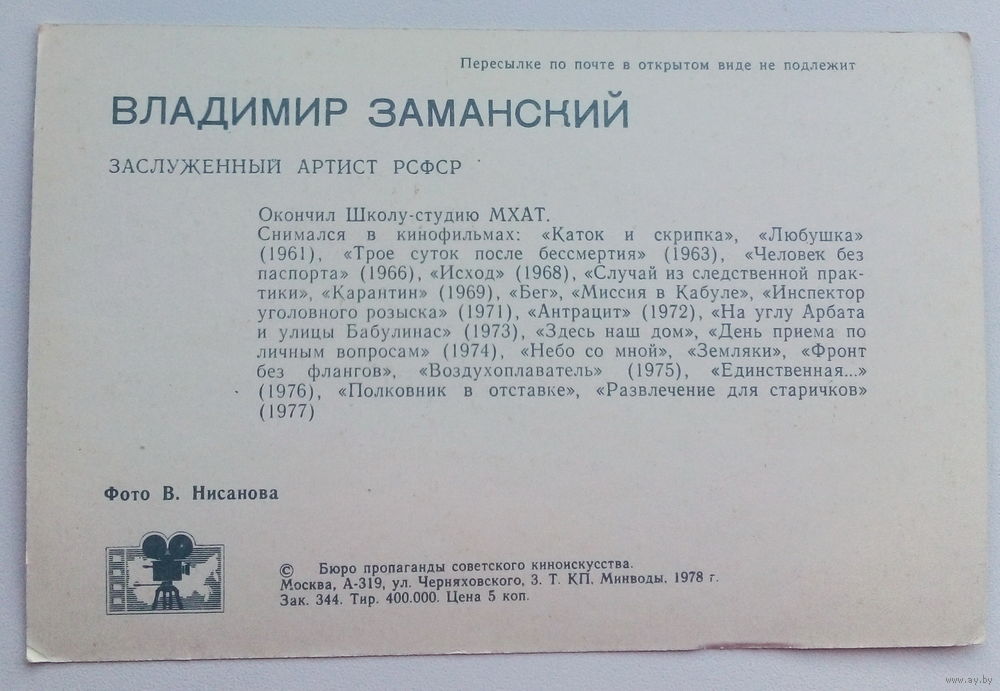 Пересылке по почте в открытом виде не подлежит
ВЛАДИМИР ЗАМАНСКИЙ
ЗАСЛУЖЕННЫЙ АРТИСТ РСФСР
Окончил Школу-студию МХАТ.
Снимался в кинофильмах: «Каток и скрипка», «Любушка»
(1961), «Трое суток после бессмертия» (1963), «Человек без
паспорта» (1966), «Исход» (1968), «Случай из следственной прак-
тики», «Карантин» (1969), «Бег», «Миссия в Кабуле», «Инспектор
уголовного розыска» (1971), «Антрацит» (1972), «На углу Арбата
и улицы Бабулинас» (1973), «Здесь наш дом», «День приема по
личным вопросам» (1974), «Небо со мной», «Земляки», «Фронт
без флангов», «Воздухоплаватель» (1975), «Единственная...»
(1976), «Полковник в отставке», «Развлечение для старичков»
(1977)
Фото В. Нисанова
© Бюро пропаганды советского киноискусства.
Москва, А-319, ул. Черняховского, 3. Т. КП. Минводы. 1978 г.
Зак. 344. Тир. 400.000. Цена 5 коп.
www.ay.by